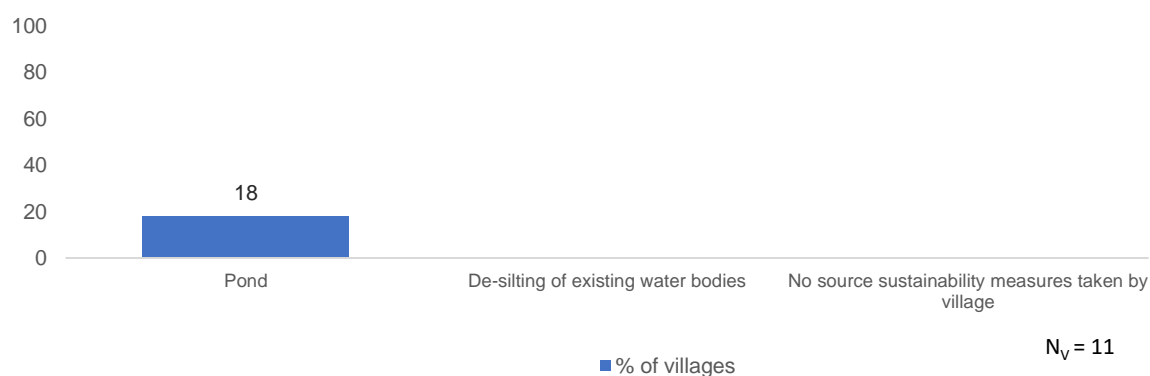 100
80
60
40
20
0
18
Pond
De-silting of existing water bodies
No source sustainability measures taken by
village
% of villages
NV = 11